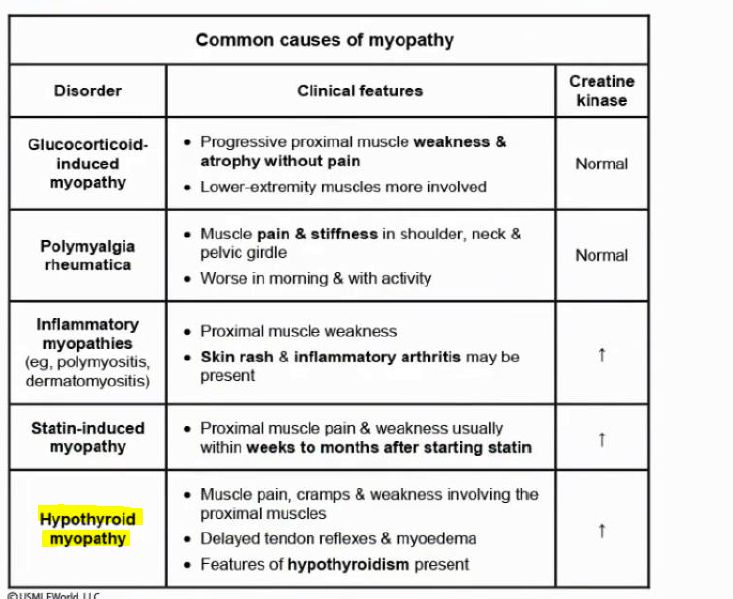 Common causes of myopathy
Disorder
Clinical features
Creatine
kinase
Glucocorticoid-
induced
myopathy
• Progressive proximal muscle weakness &
atrophy without pain
• Lower-extremity muscles more involved
Normal
Polymyalgia
rheumatica
• Muscle pain & stiffness in shoulder, neck &
pelvic girdle
• Worse in morning & with activity
Normal
Inflammatory
myopathies
(eg, polymyositis,
dermatomyositis)
• Proximal muscle weakness
• Skin rash & inflammatory arthritis may be
present
↑
Statin-induced
myopathy
• Proximal muscle pain & weakness usually
within weeks to months after starting statin
↑
Hypothyroid
myopathy
• Muscle pain, cramps & weakness involving the
proximal muscles
• Delayed tendon reflexes & myoedema
• Features of hypothyroidism present
↑
©USMLEWorld, LLC